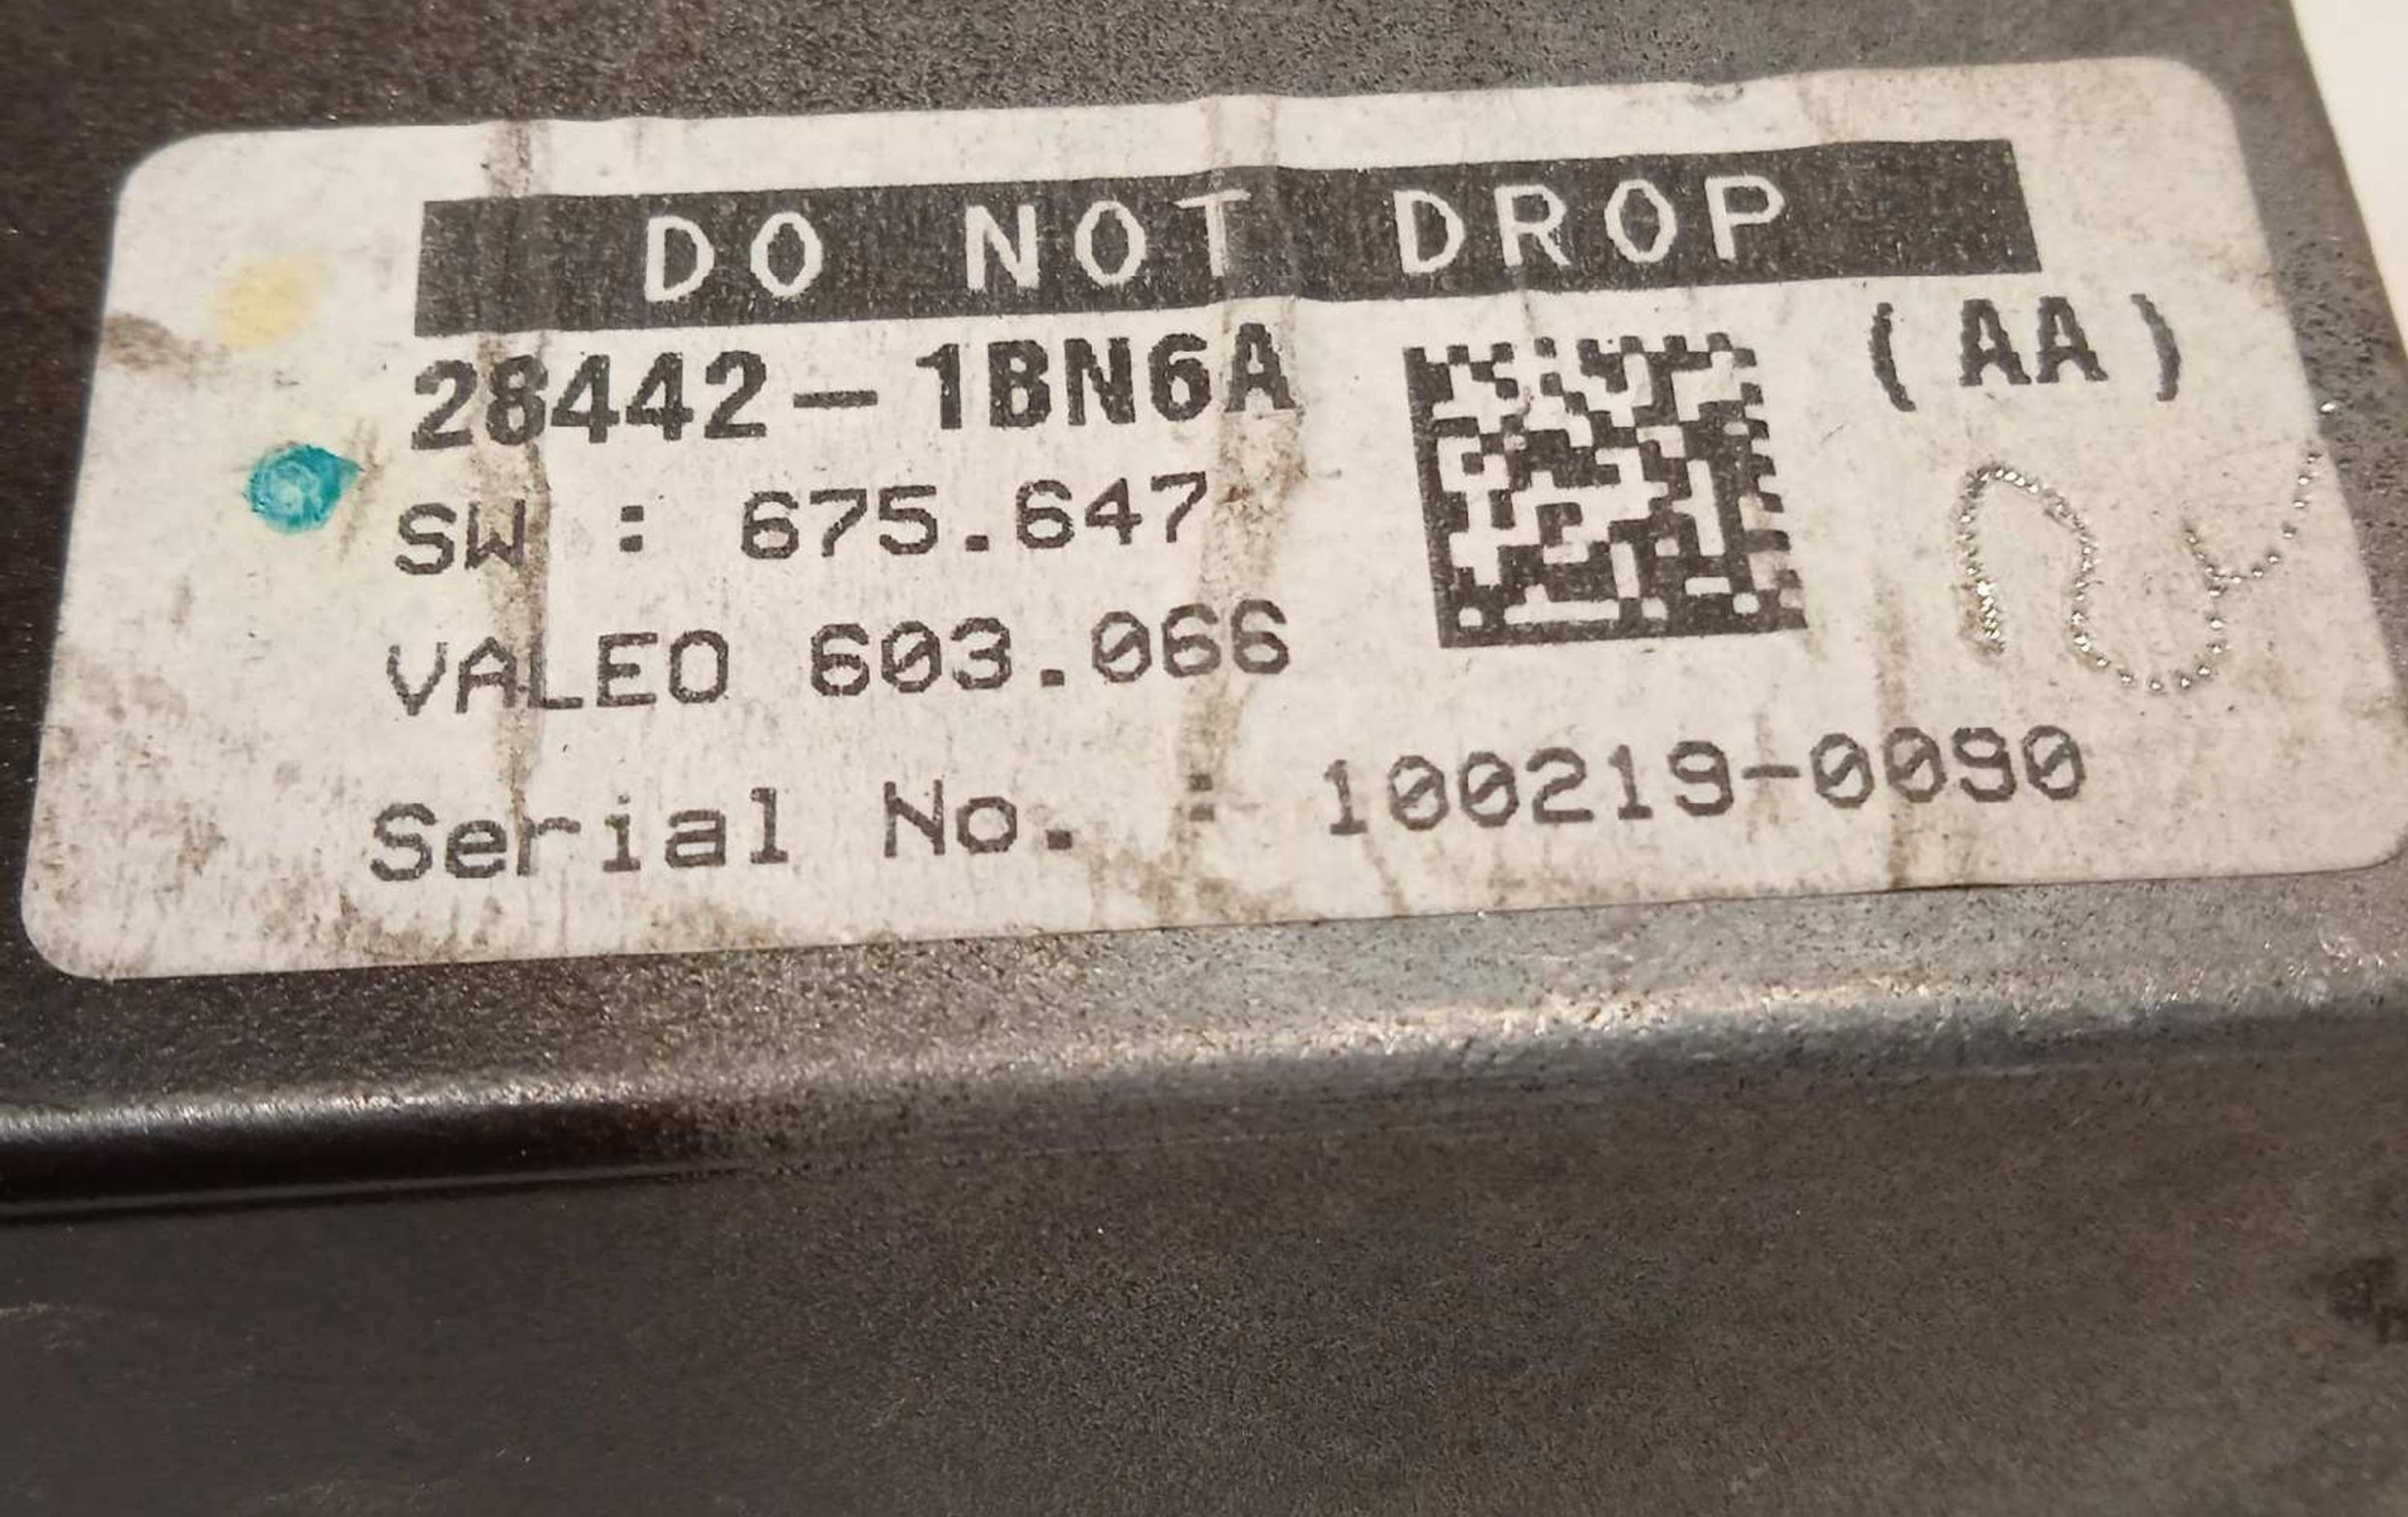 DO NOT DROP
28442-1BN6A (AA)
SW : 675.647
VALEO 603.066
Serial No. : 100219-0090